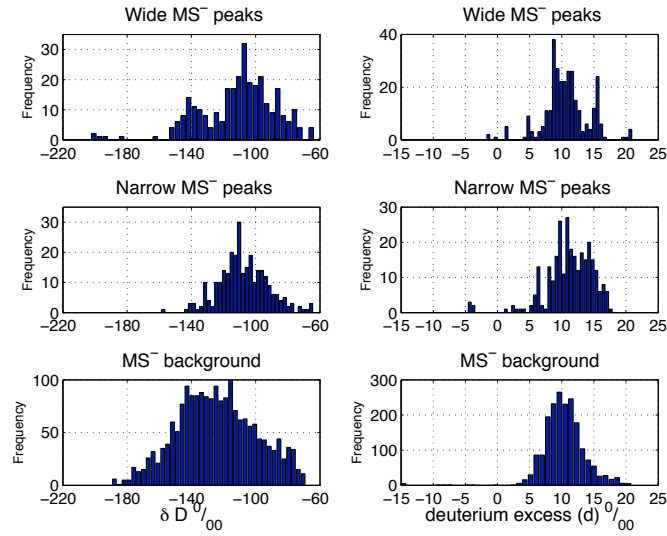 Wide MS⁻ peaks
Frequency
30
20
10
0
−220 −180 −140 −100 −60
Wide MS⁻ peaks
Frequency
40
20
0
−15 −10 −5 0 5 10 15 20 25
Narrow MS⁻ peaks
Frequency
30
20
10
0
−220 −180 −140 −100 −60
Narrow MS⁻ peaks
Frequency
30
20
10
0
−15 −10 −5 0 5 10 15 20 25
MS⁻ background
Frequency
100
50
0
−220 −180 −140 −100 −60
δ D ⁰/₀₀
MS⁻ background
Frequency
300
200
100
0
−15 −10 −5 0 5 10 15 20 25
deuterium excess (d) ⁰/₀₀